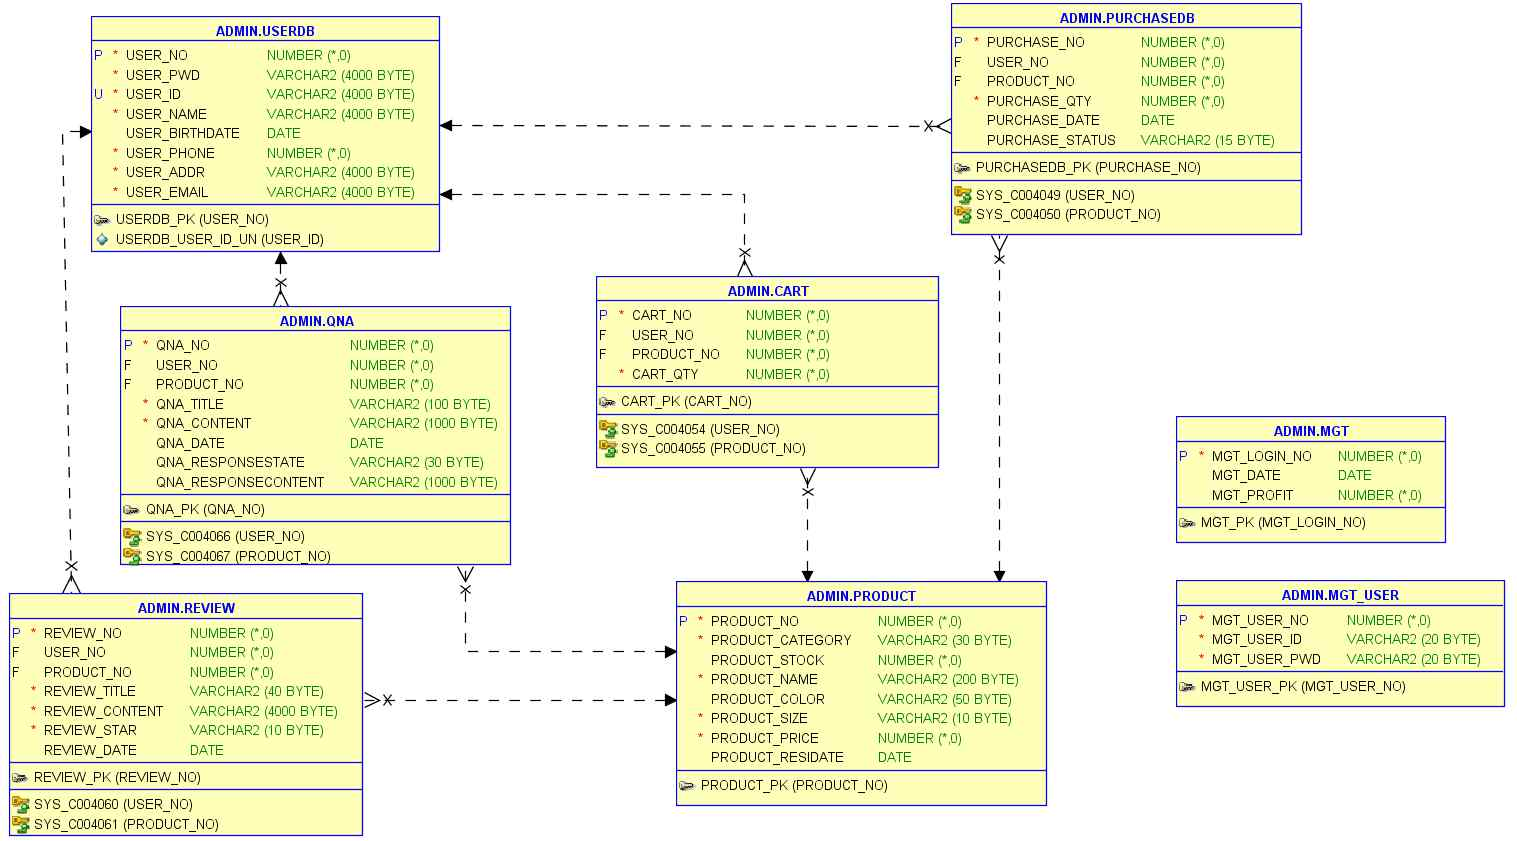 ADMIN.USERDB
P * USER_NO NUMBER (*,0)
* USER_PWD VARCHAR2 (4000 BYTE)
U * USER_ID VARCHAR2 (4000 BYTE)
* USER_NAME VARCHAR2 (4000 BYTE)
USER_BIRTHDATE DATE
* USER_PHONE NUMBER (*,0)
* USER_ADDR VARCHAR2 (4000 BYTE)
* USER_EMAIL VARCHAR2 (4000 BYTE)
USERDB_PK (USER_NO)
USERDB_USER_ID_UN (USER_ID)
ADMIN.PURCHASEDB
P * PURCHASE_NO NUMBER (*,0)
F USER_NO NUMBER (*,0)
F PRODUCT_NO NUMBER (*,0)
* PURCHASE_QTY NUMBER (*,0)
PURCHASE_DATE DATE
PURCHASE_STATUS VARCHAR2 (15 BYTE)
PURCHASEDB_PK (PURCHASE_NO)
SYS_C004049 (USER_NO)
SYS_C004050 (PRODUCT_NO)
ADMIN.QNA
P * QNA_NO NUMBER (*,0)
F USER_NO NUMBER (*,0)
F PRODUCT_NO NUMBER (*,0)
* QNA_TITLE VARCHAR2 (100 BYTE)
* QNA_CONTENT VARCHAR2 (1000 BYTE)
QNA_DATE DATE
QNA_RESPONSESTATE VARCHAR2 (30 BYTE)
QNA_RESPONSECONTENT VARCHAR2 (1000 BYTE)
QNA_PK (QNA_NO)
SYS_C004066 (USER_NO)
SYS_C004067 (PRODUCT_NO)
ADMIN.CART
P * CART_NO NUMBER (*,0)
F USER_NO NUMBER (*,0)
F PRODUCT_NO NUMBER (*,0)
* CART_QTY NUMBER (*,0)
CART_PK (CART_NO)
SYS_C004054 (USER_NO)
SYS_C004055 (PRODUCT_NO)
ADMIN.MGT
P * MGT_LOGIN_NO NUMBER (*,0)
MGT_DATE DATE
MGT_PROFIT NUMBER (*,0)
MGT_PK (MGT_LOGIN_NO)
ADMIN.REVIEW
P * REVIEW_NO NUMBER (*,0)
F USER_NO NUMBER (*,0)
F PRODUCT_NO NUMBER (*,0)
* REVIEW_TITLE VARCHAR2 (40 BYTE)
* REVIEW_CONTENT VARCHAR2 (4000 BYTE)
* REVIEW_STAR VARCHAR2 (10 BYTE)
REVIEW_DATE DATE
REVIEW_PK (REVIEW_NO)
SYS_C004060 (USER_NO)
SYS_C004061 (PRODUCT_NO)
ADMIN.PRODUCT
P * PRODUCT_NO NUMBER (*,0)
* PRODUCT_CATEGORY VARCHAR2 (30 BYTE)
PRODUCT_STOCK NUMBER (*,0)
* PRODUCT_NAME VARCHAR2 (200 BYTE)
PRODUCT_COLOR VARCHAR2 (50 BYTE)
* PRODUCT_SIZE VARCHAR2 (10 BYTE)
* PRODUCT_PRICE NUMBER (*,0)
PRODUCT_RESIDATE DATE
PRODUCT_PK (PRODUCT_NO)
ADMIN.MGT_USER
P * MGT_USER_NO NUMBER (*,0)
* MGT_USER_ID VARCHAR2 (20 BYTE)
* MGT_USER_PWD VARCHAR2 (20 BYTE)
MGT_USER_PK (MGT_USER_NO)